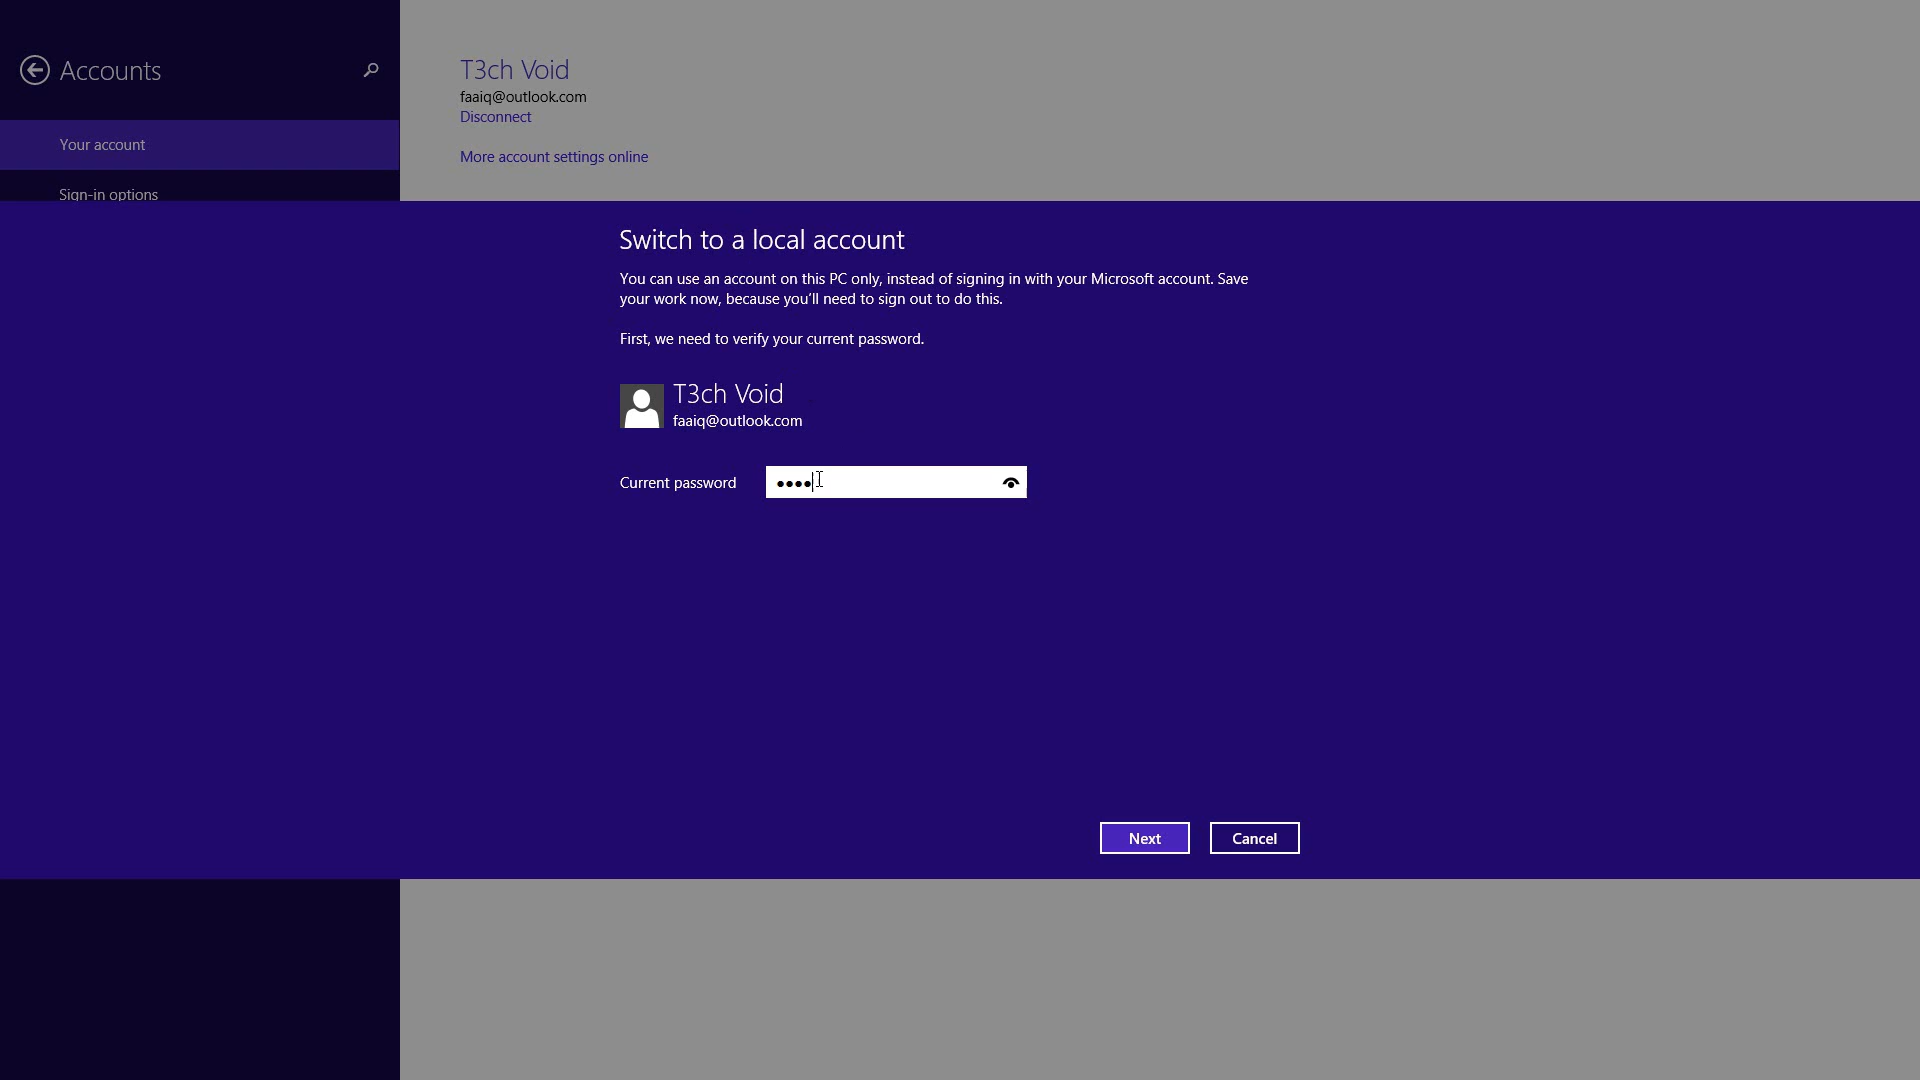 Accounts
T3ch Void
faaiq@outlook.com
Disconnect
Your account
More account settings online
Sign-in options
Switch to a local account
You can use an account on this PC only, instead of signing in with your Microsoft account. Save
your work now, because you'll need to sign out to do this.
First, we need to verify your current password.
T3ch Void
faaiq@outlook.com
Current password ••••
Next
Cancel